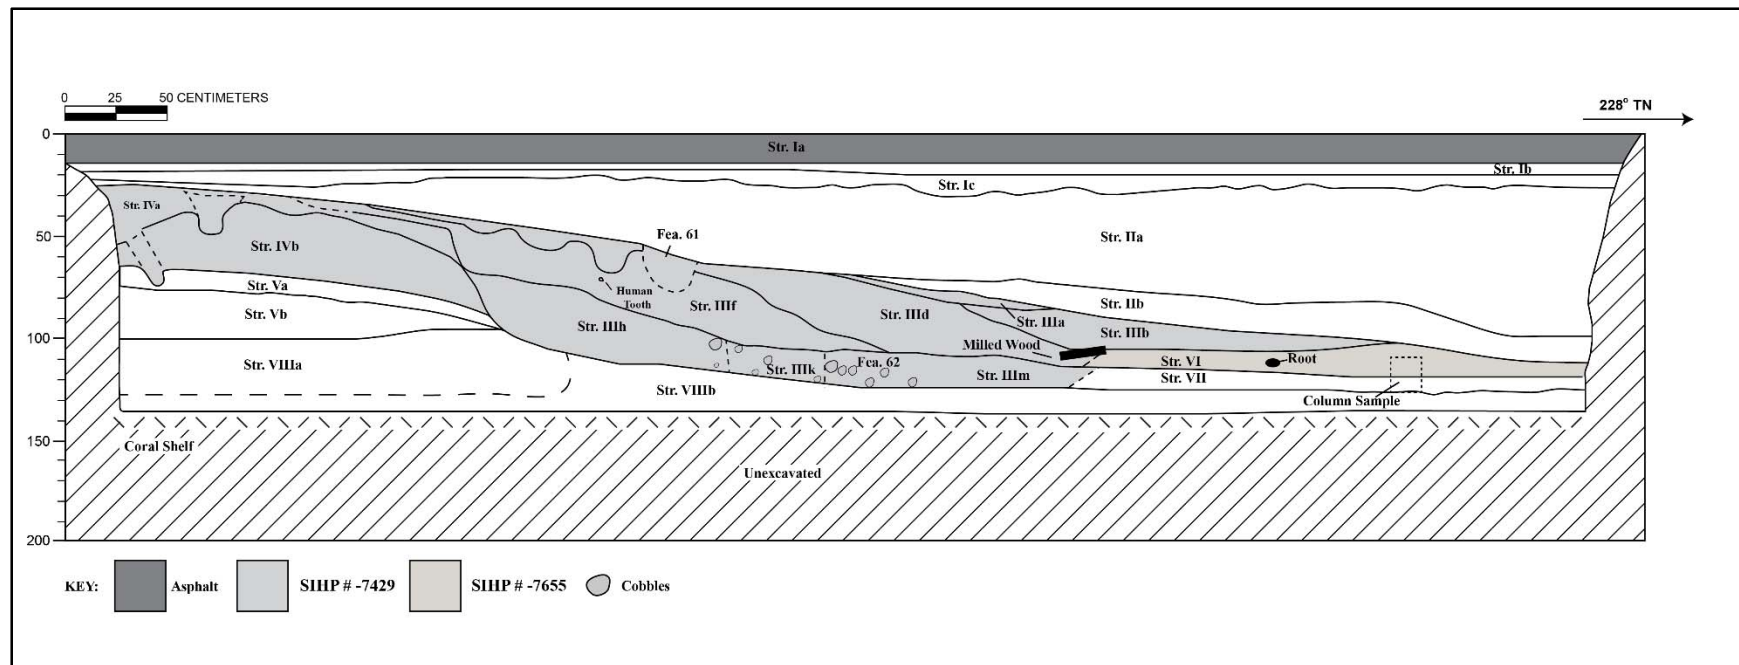 0 25 50 CENTIMETERS
228° TN
0
50
100
150
200
Str. Ia
Str. Ib
Str. Ic
Str. IVa
Str. IVb
Fea. 61
Str. IIa
Human
Tooth
Str. Va
Str. Vb
Str. IIIf
Str. IIIh
Str. IIId
Str. IIIa
Str. IIb
Str. IIIb
Milled Wood
Str. VIIIa
Str. IIIk
Fea. 62
Str. IIIm
Str. VI
Root
Str. VII
Str. VIIIb
Column Sample
Coral Shelf
Unexcavated
KEY: Asphalt SIHP # -7429 SIHP # -7655 Cobbles